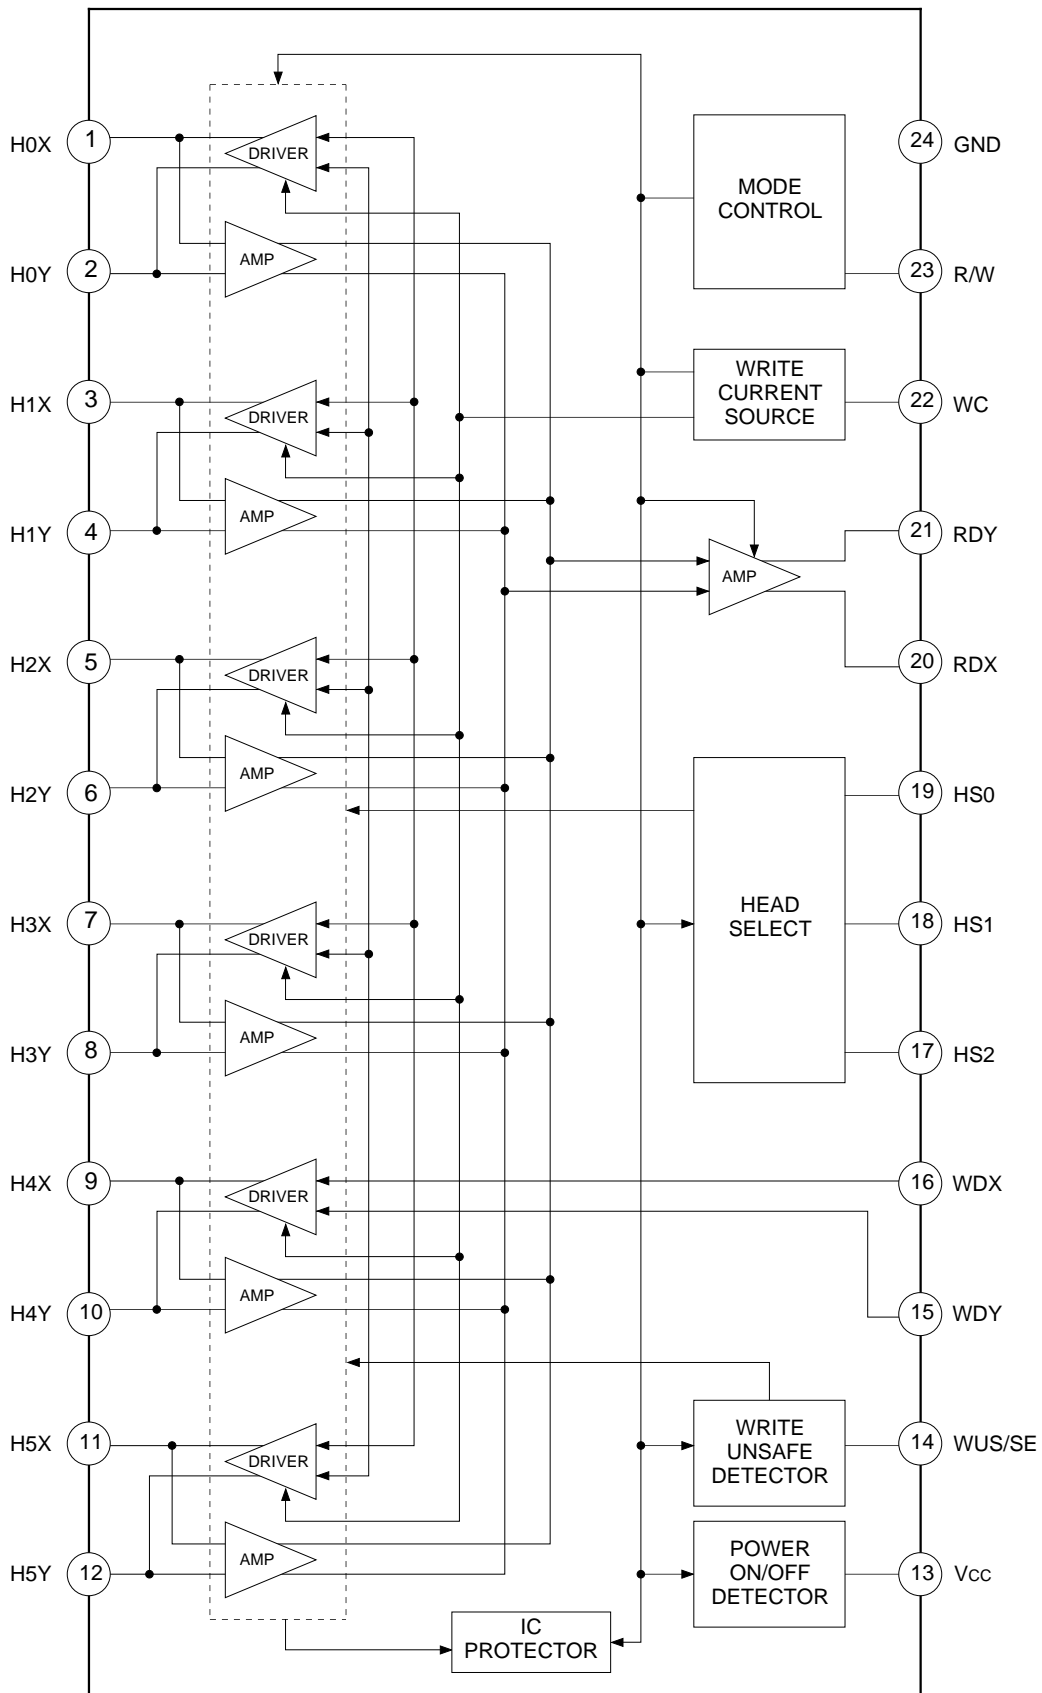 H0X 1
DRIVER
MODE
CONTROL
24 GND
H0Y 2
AMP
23 R/W
H1X 3
DRIVER
WRITE
CURRENT
SOURCE
22 WC
H1Y 4
AMP
AMP
21 RDY
H2X 5
DRIVER
20 RDX
H2Y 6
AMP
19 HS0
H3X 7
DRIVER
HEAD
SELECT
18 HS1
H3Y 8
AMP
17 HS2
H4X 9
DRIVER
16 WDX
H4Y 10
AMP
15 WDY
H5X 11
DRIVER
WRITE
UNSAFE
DETECTOR
14 WUS/SE
H5Y 12
AMP
POWER
ON/OFF
DETECTOR
13 Vcc
IC
PROTECTOR